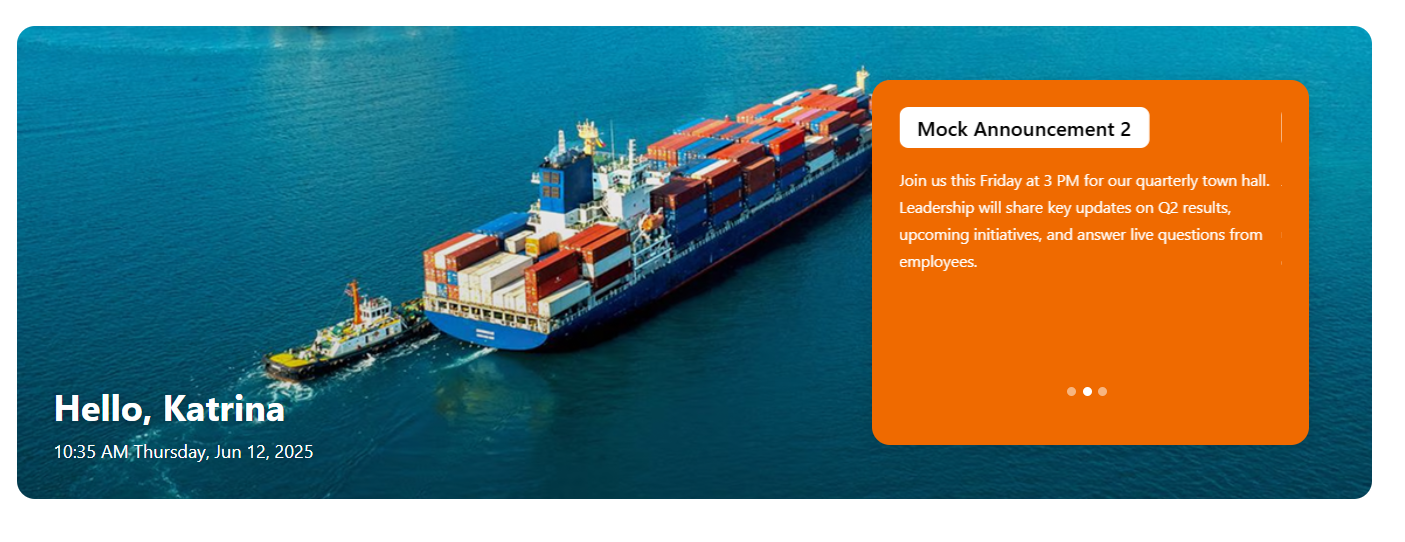 Mock Announcement 2
Join us this Friday at 3 PM for our quarterly town hall.
Leadership will share key updates on Q2 results,
upcoming initiatives, and answer live questions from
employees.
Hello, Katrina
10:35 AM Thursday, Jun 12, 2025